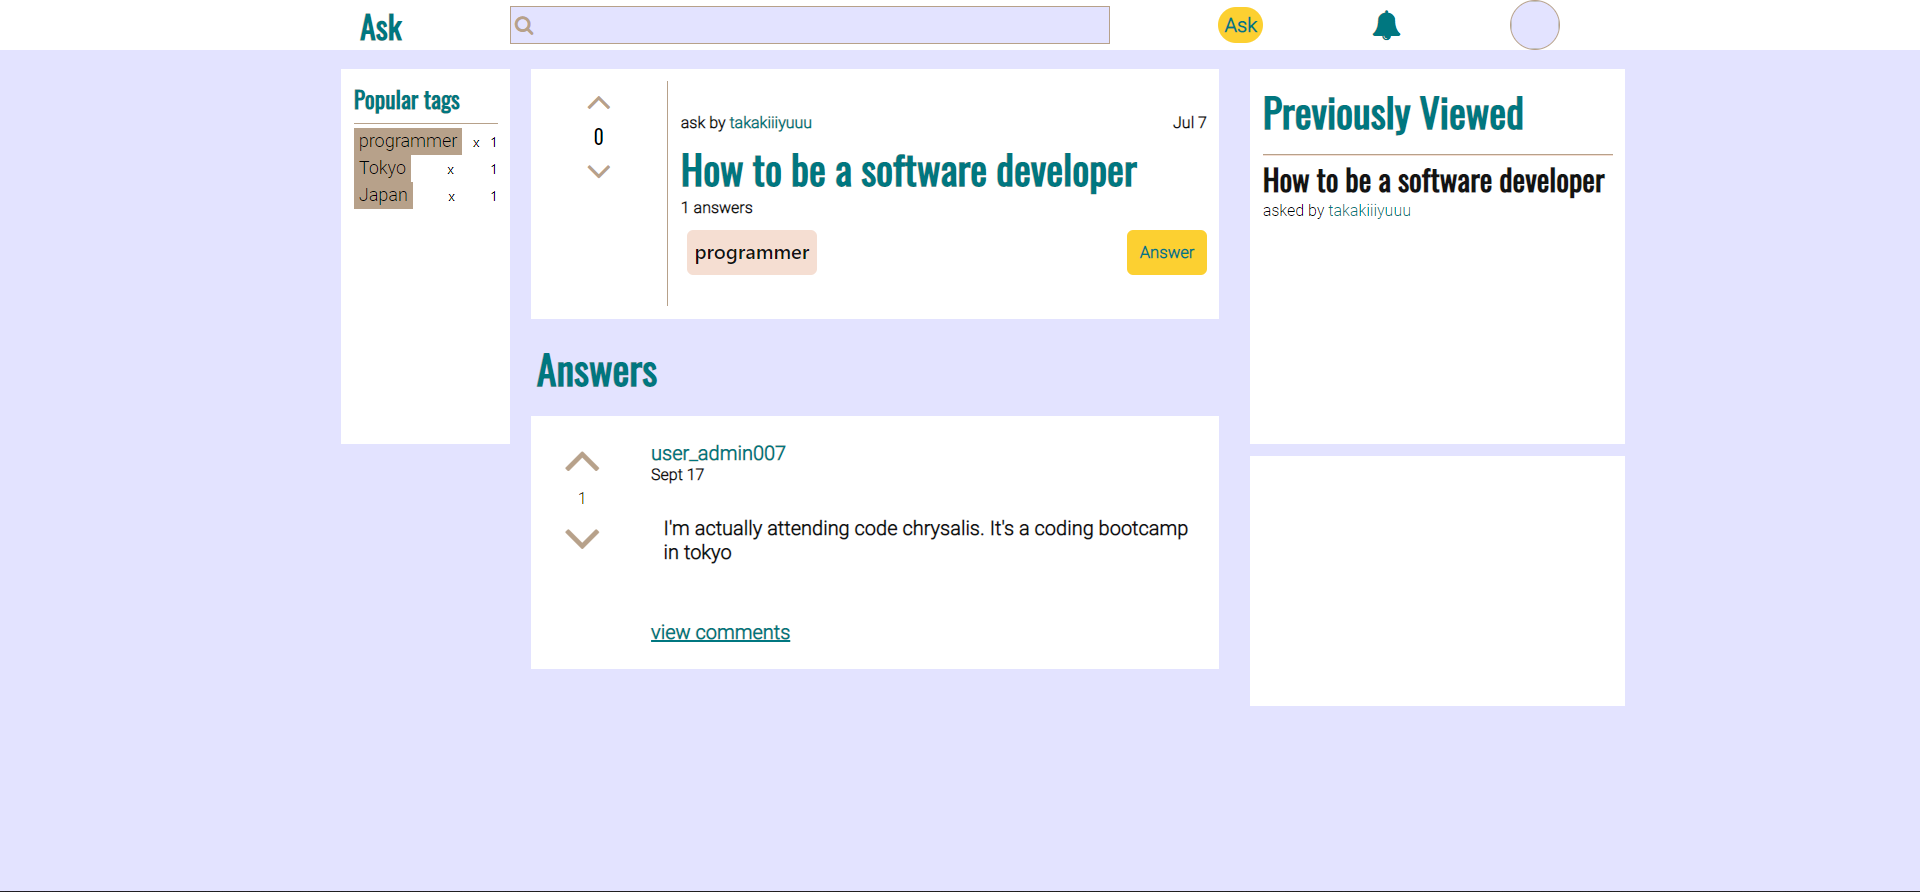 Ask
Ask
Popular tags
programmer x 1
Tokyo x 1
Japan x 1
0
ask by takakiiiyuuu
Jul 7
How to be a software developer
1 answers
programmer
Answer
Answers
1
user_admin007
Sept 17
I'm actually attending code chrysalis. It's a coding bootcamp
in tokyo
view comments
Previously Viewed
How to be a software developer
asked by takakiiiyuuu